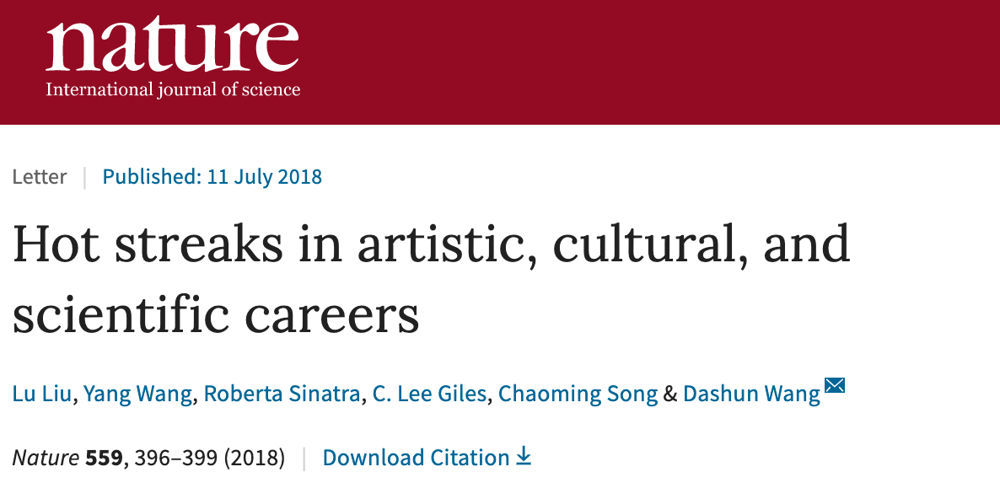 nature
International journal of science
Letter | Published: 11 July 2018
Hot streaks in artistic, cultural, and
scientific careers
Lu Liu, Yang Wang, Roberta Sinatra, C. Lee Giles, Chaoming Song & Dashun Wang
Nature 559, 396–399 (2018) | Download Citation